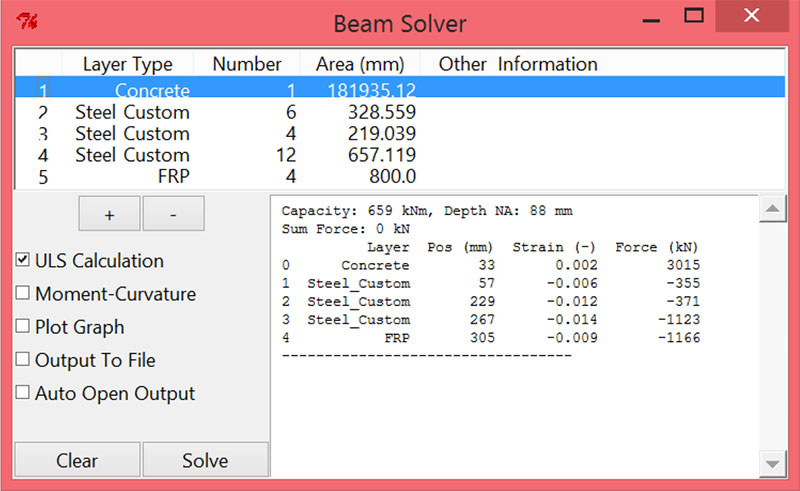 Beam Solver
Layer Type Number Area (mm) Other Information
1 Concrete 1 181935.12
2 Steel Custom 6 328.559
3 Steel Custom 4 219.039
4 Steel Custom 12 657.119
5 FRP 4 800.0
+ -
ULS Calculation
Moment-Curvature
Plot Graph
Output To File
Auto Open Output
Clear Solve
Capacity: 659 kNm, Depth NA: 88 mm
Sum Force: 0 kN
Layer Pos (mm) Strain (-) Force (kN)
0 Concrete 33 0.002 3015
1 Steel_Custom 57 -0.006 -355
2 Steel_Custom 229 -0.012 -371
3 Steel_Custom 267 -0.014 -1123
4 FRP 305 -0.009 -1166
----------------------------------